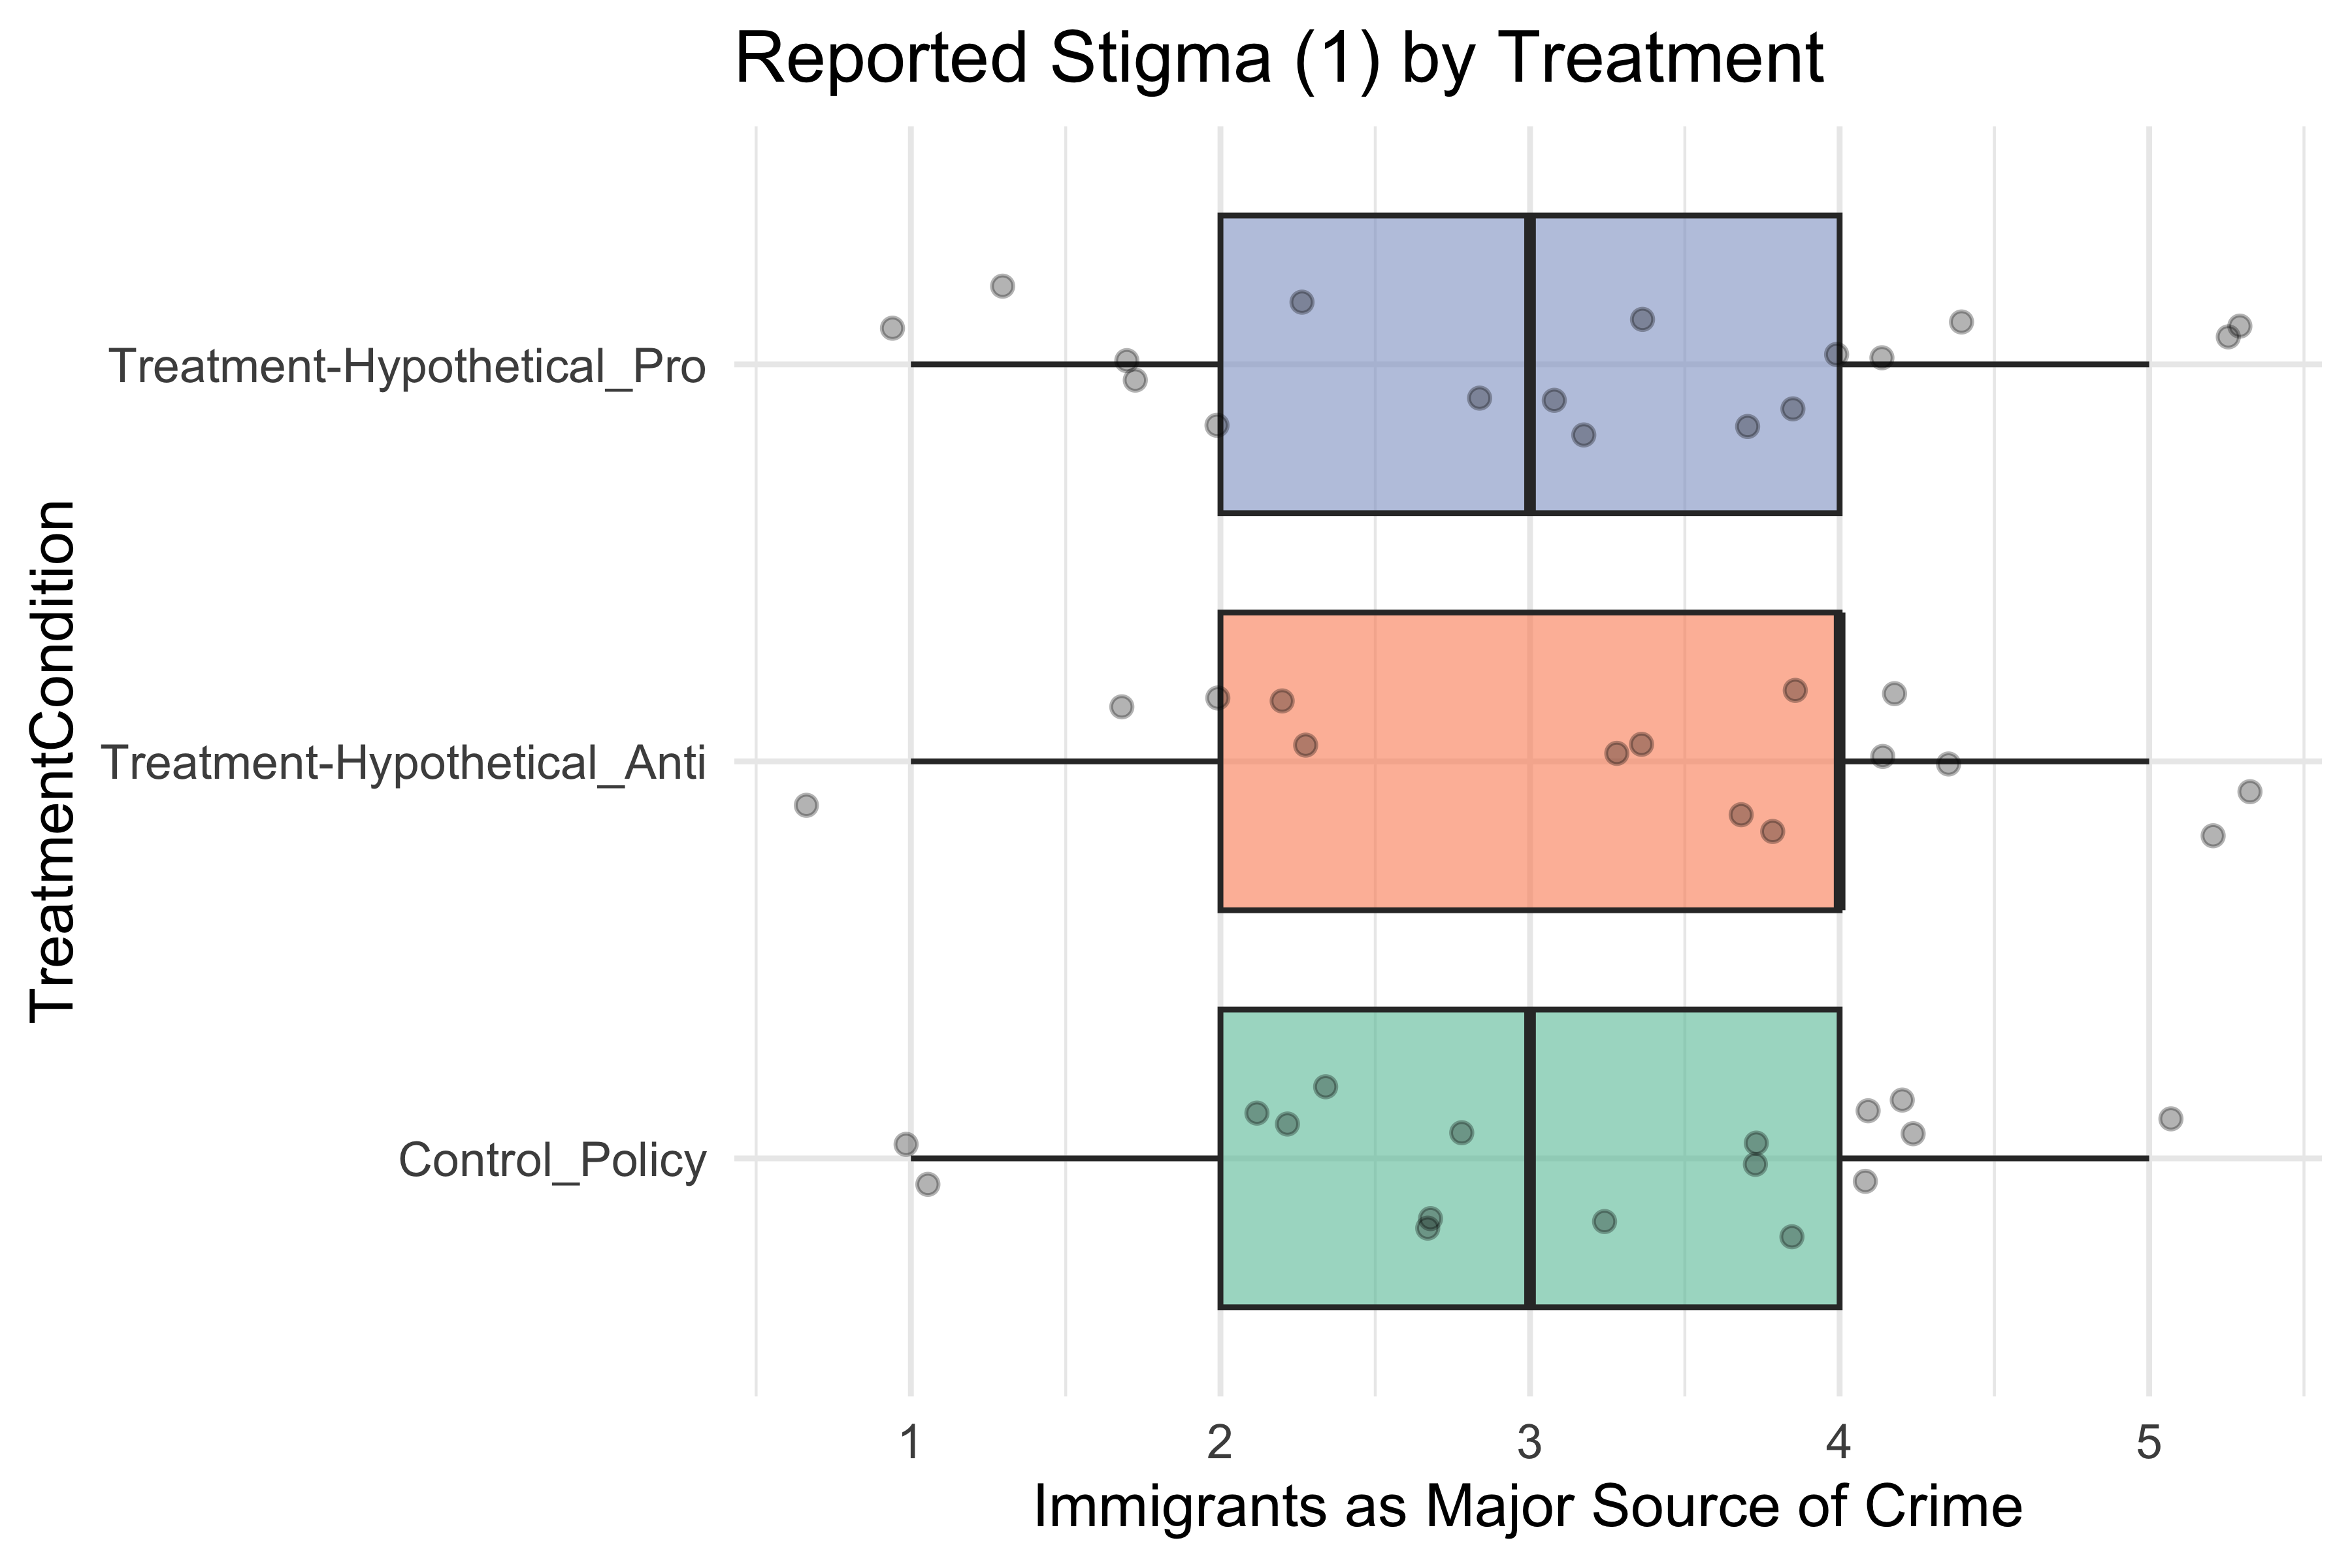 Reported Stigma (1) by Treatment
TreatmentCondition
Treatment-Hypothetical_Pro
Treatment-Hypothetical_Anti
Control_Policy
1 2 3 4 5
Immigrants as Major Source of Crime